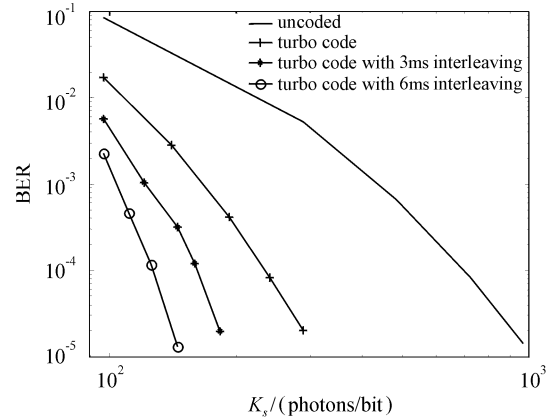 10^-1
10^-2
10^-3
10^-4
10^-5
BER
uncoded
turbo code
turbo code with 3ms interleaving
turbo code with 6ms interleaving
10^2
10^3
K_s/(photons/bit)